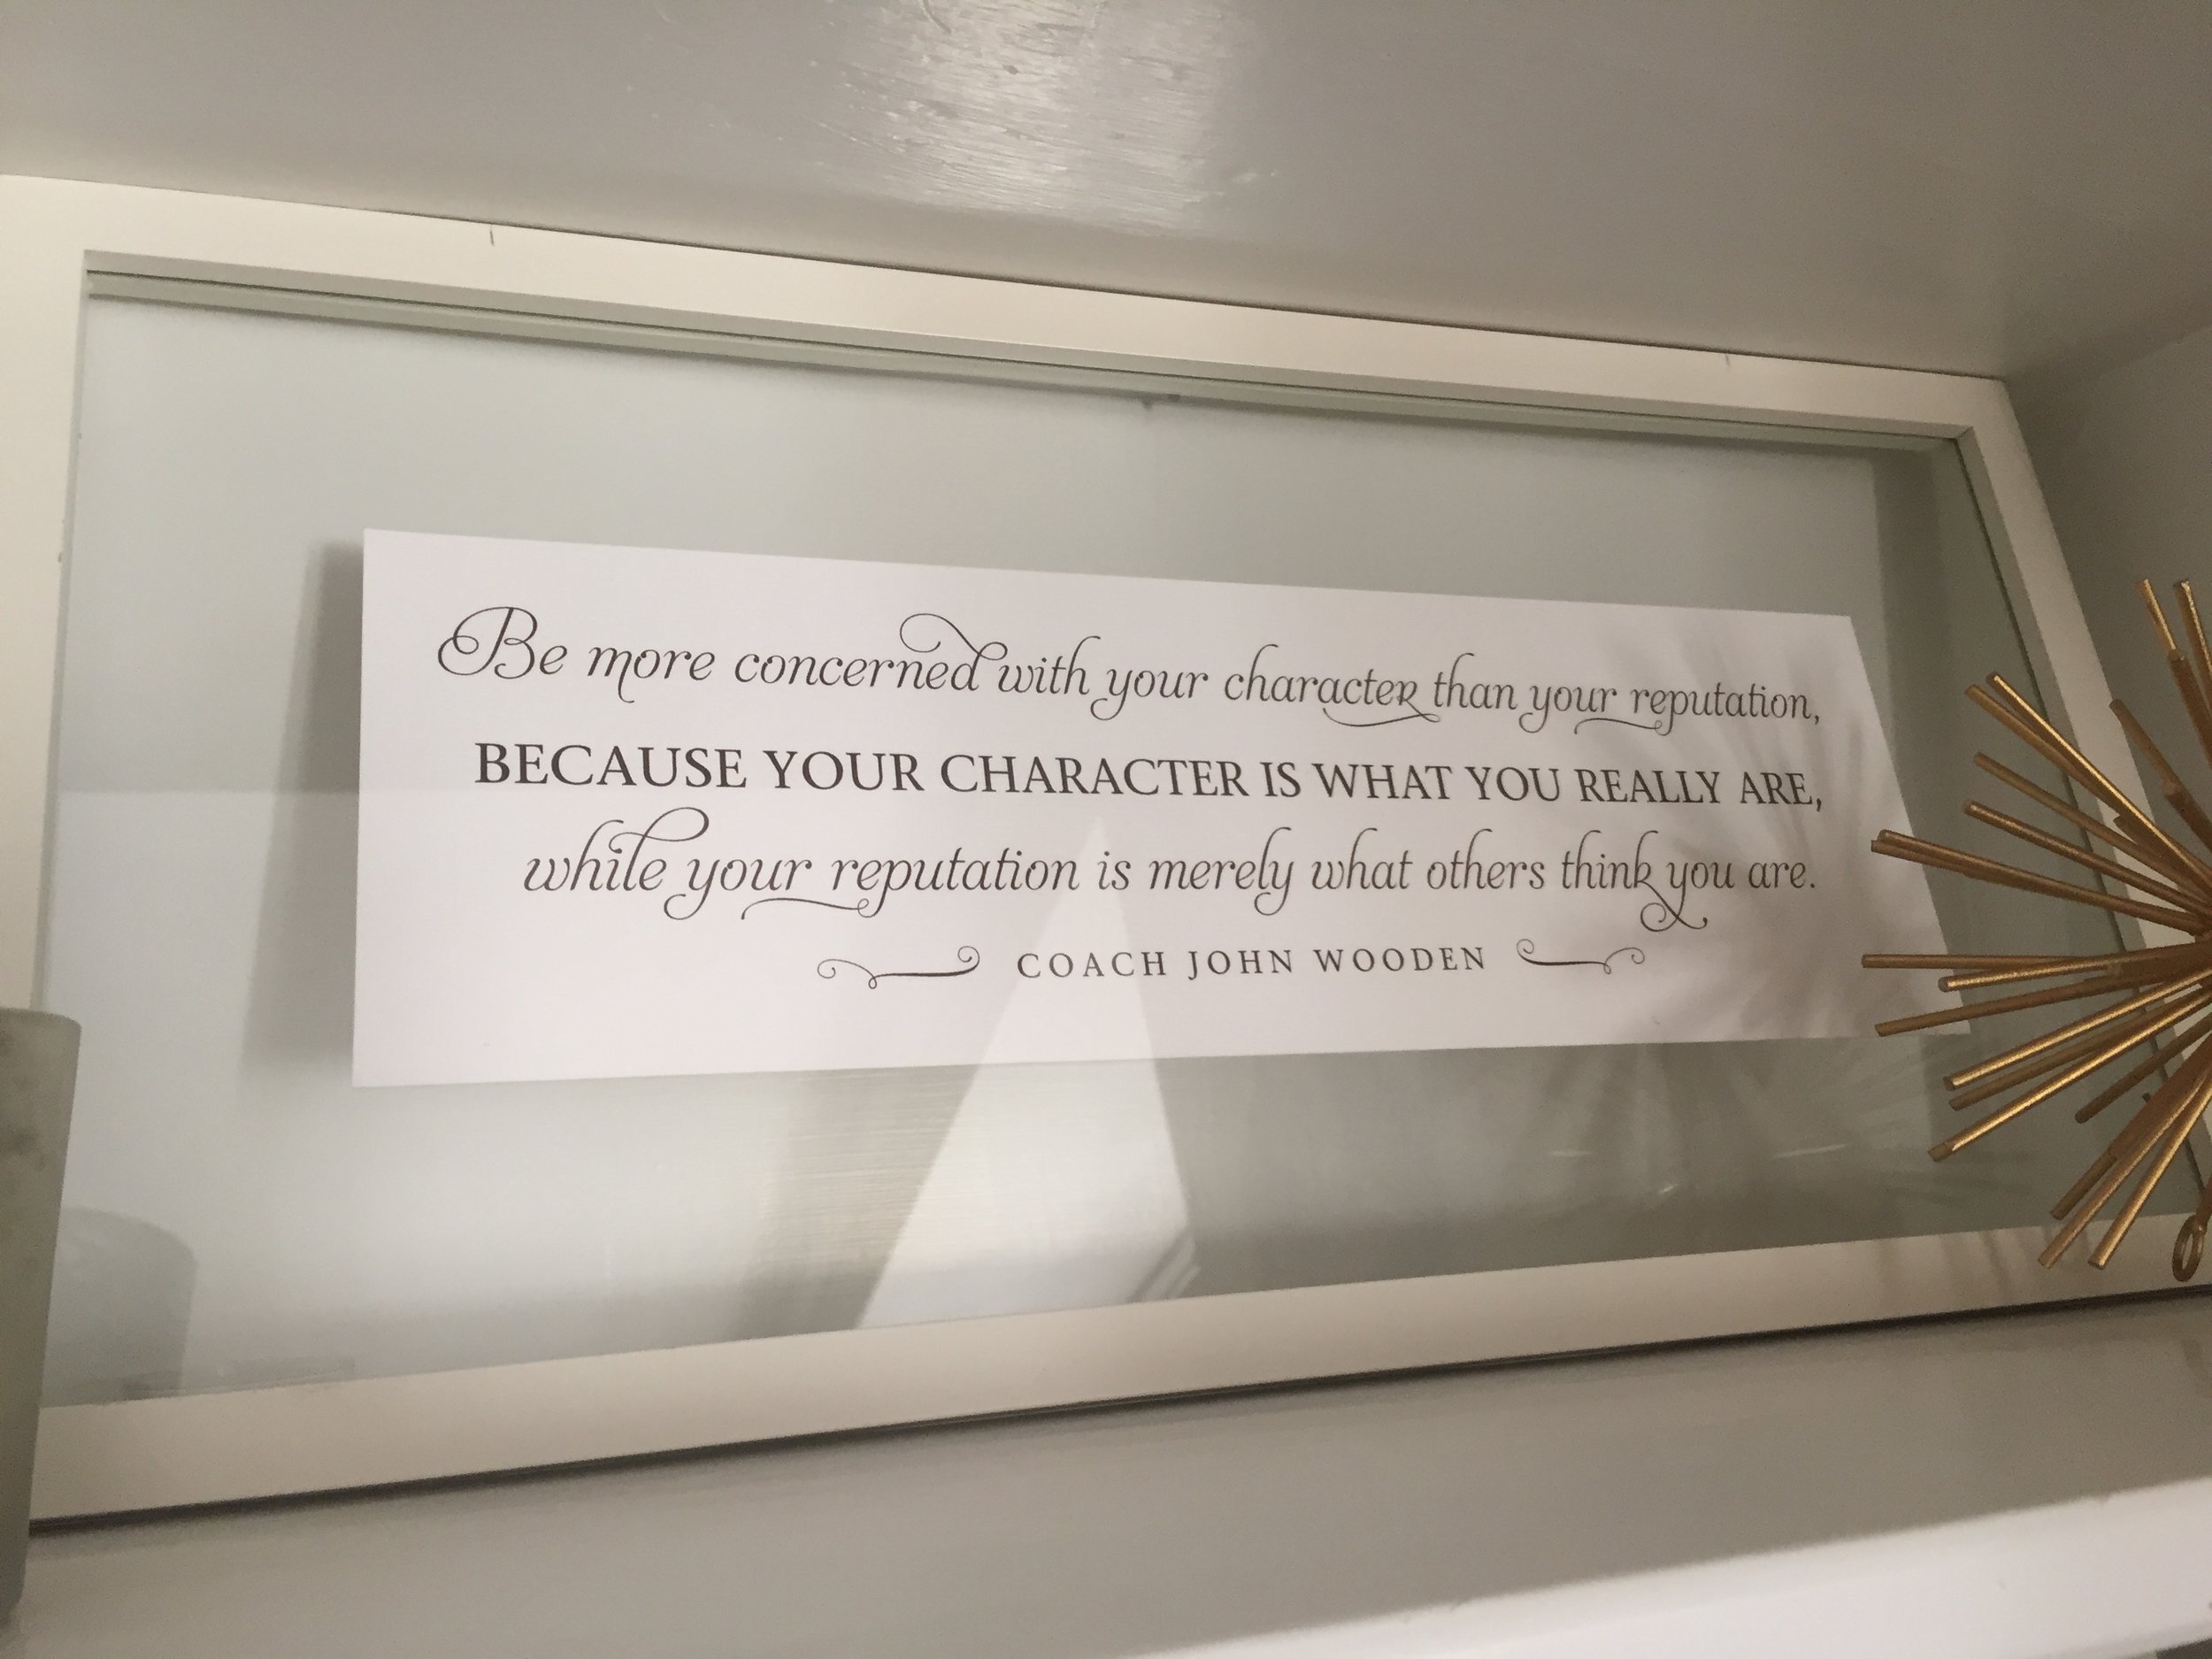 Be more concerned with your character than your reputation,
BECAUSE YOUR CHARACTER IS WHAT YOU REALLY ARE,
while your reputation is merely what others think you are.
COACH JOHN WOODEN